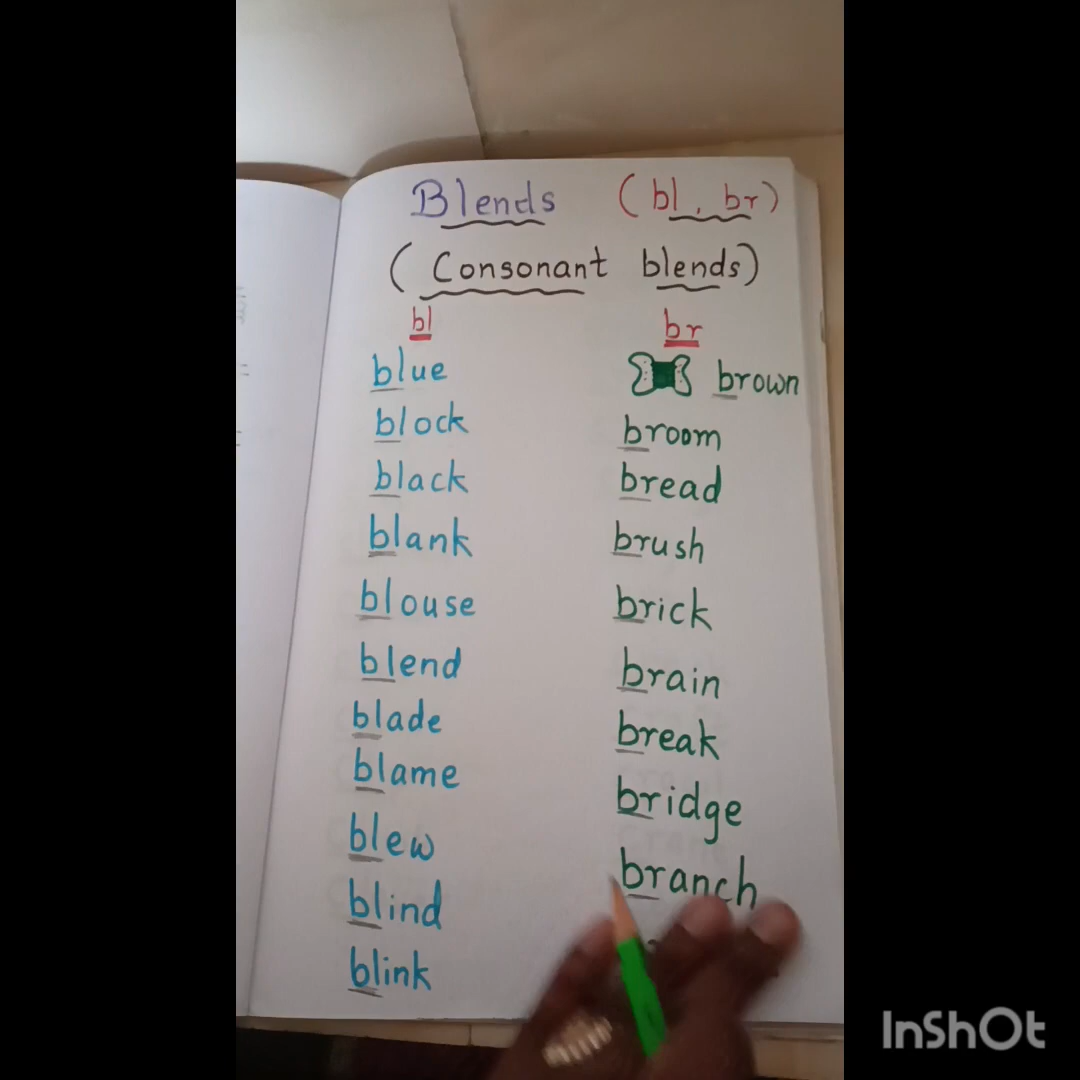 Blends (bl, br)
(Consonant blends)
bl
blue
block
black
blank
blouse
blend
blade
blame
blew
blind
blink
br
brown
broom
bread
brush
brick
brain
break
bridge
branch
InShOt